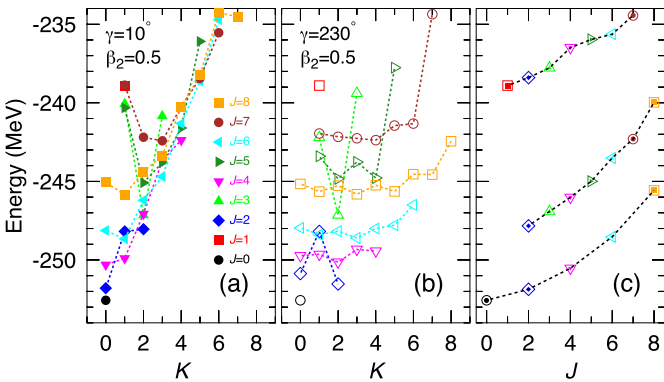 Energy (MeV)
-235
-240
-245
-250
γ=10°
β₂=0.5
J=8
J=7
J=6
J=5
J=4
J=3
J=2
J=1
J=0
(a)
0 2 4 6 8
K
γ=230°
β₂=0.5
(b)
0 2 4 6 8
K
(c)
0 2 4 6 8
J